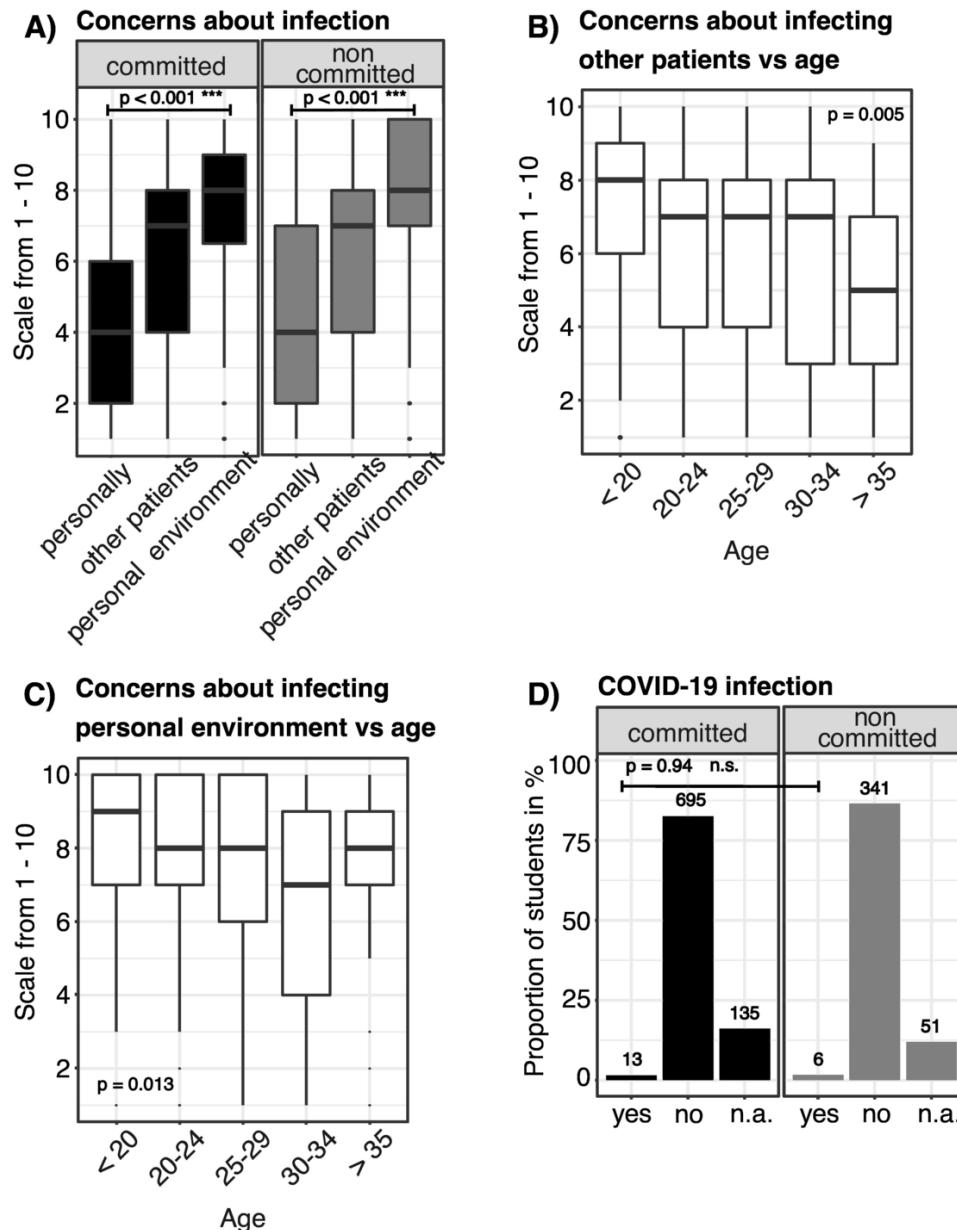 A) Concerns about infection
committed
non
committed
p < 0.001 ***
p < 0.001 ***
Scale from 1 - 10
10
8
6
4
2
personally
other patients
personal environment
personally
other patients
personal environment
B) Concerns about infecting
other patients vs age
p = 0.005
Scale from 1 - 10
10
8
6
4
2
< 20
20-24
25-29
30-34
> 35
Age
C) Concerns about infecting
personal environment vs age
Scale from 1 - 10
10
8
6
4
2
p = 0.013
< 20
20-24
25-29
30-34
> 35
Age
D) COVID-19 infection
committed
non
committed
Proportion of students in %
100
75
50
25
0
p = 0.94 n.s.
13
695
135
6
341
51
yes no n.a.
yes no n.a.